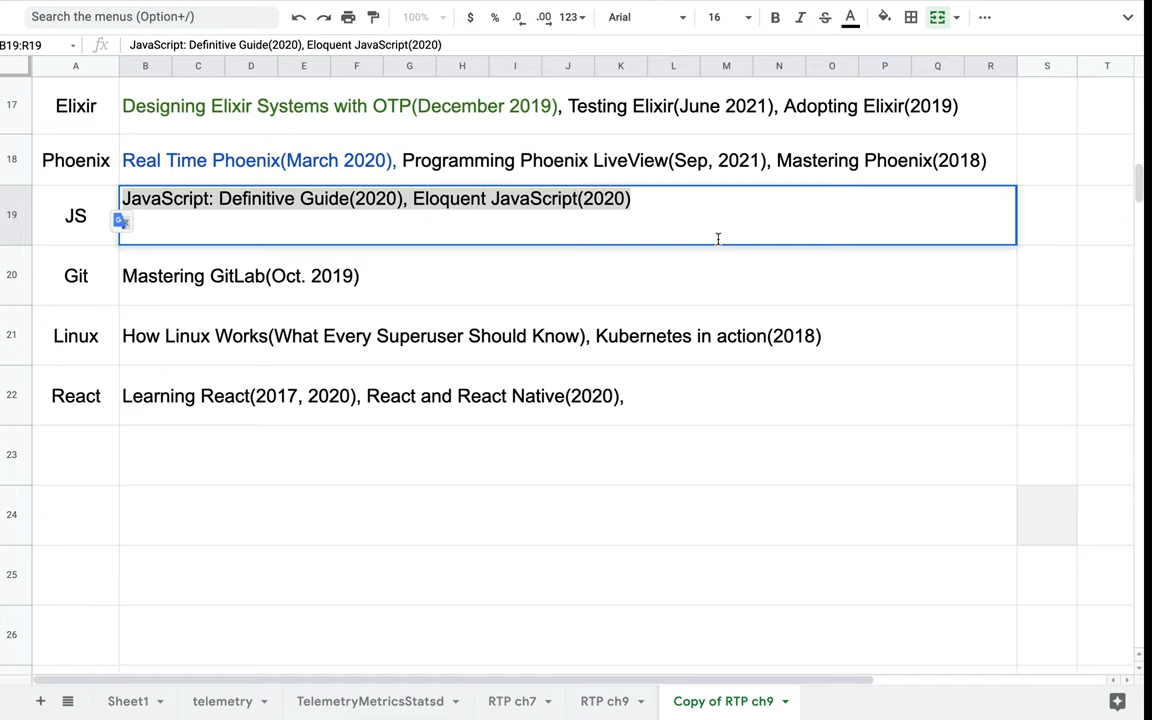 Search the menus (Option+/) 100% $ % .0 .00 123 Arial 16 B I S A
B19:R19 fx JavaScript: Definitive Guide(2020), Eloquent JavaScript(2020)
A B C D E F G H I J K L M N O P Q R S T
17 Elixir Designing Elixir Systems with OTP(December 2019), Testing Elixir(June 2021), Adopting Elixir(2019)
18 Phoenix Real Time Phoenix(March 2020), Programming Phoenix LiveView(Sep, 2021), Mastering Phoenix(2018)
19 JS JavaScript: Definitive Guide(2020), Eloquent JavaScript(2020)
20 Git Mastering GitLab(Oct. 2019)
21 Linux How Linux Works(What Every Superuser Should Know), Kubernetes in action(2018)
22 React Learning React(2017, 2020), React and React Native(2020),
23
24
25
26
Sheet1 telemetry TelemetryMetricsStatsd RTP ch7 RTP ch9 Copy of RTP ch9